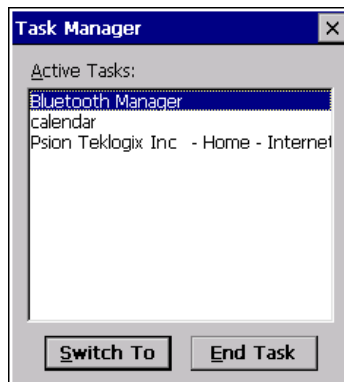 Task Manager
Active Tasks:
Bluetooth Manager
calendar
Psion Teklogix Inc - Home - Internet
Switch To
End Task